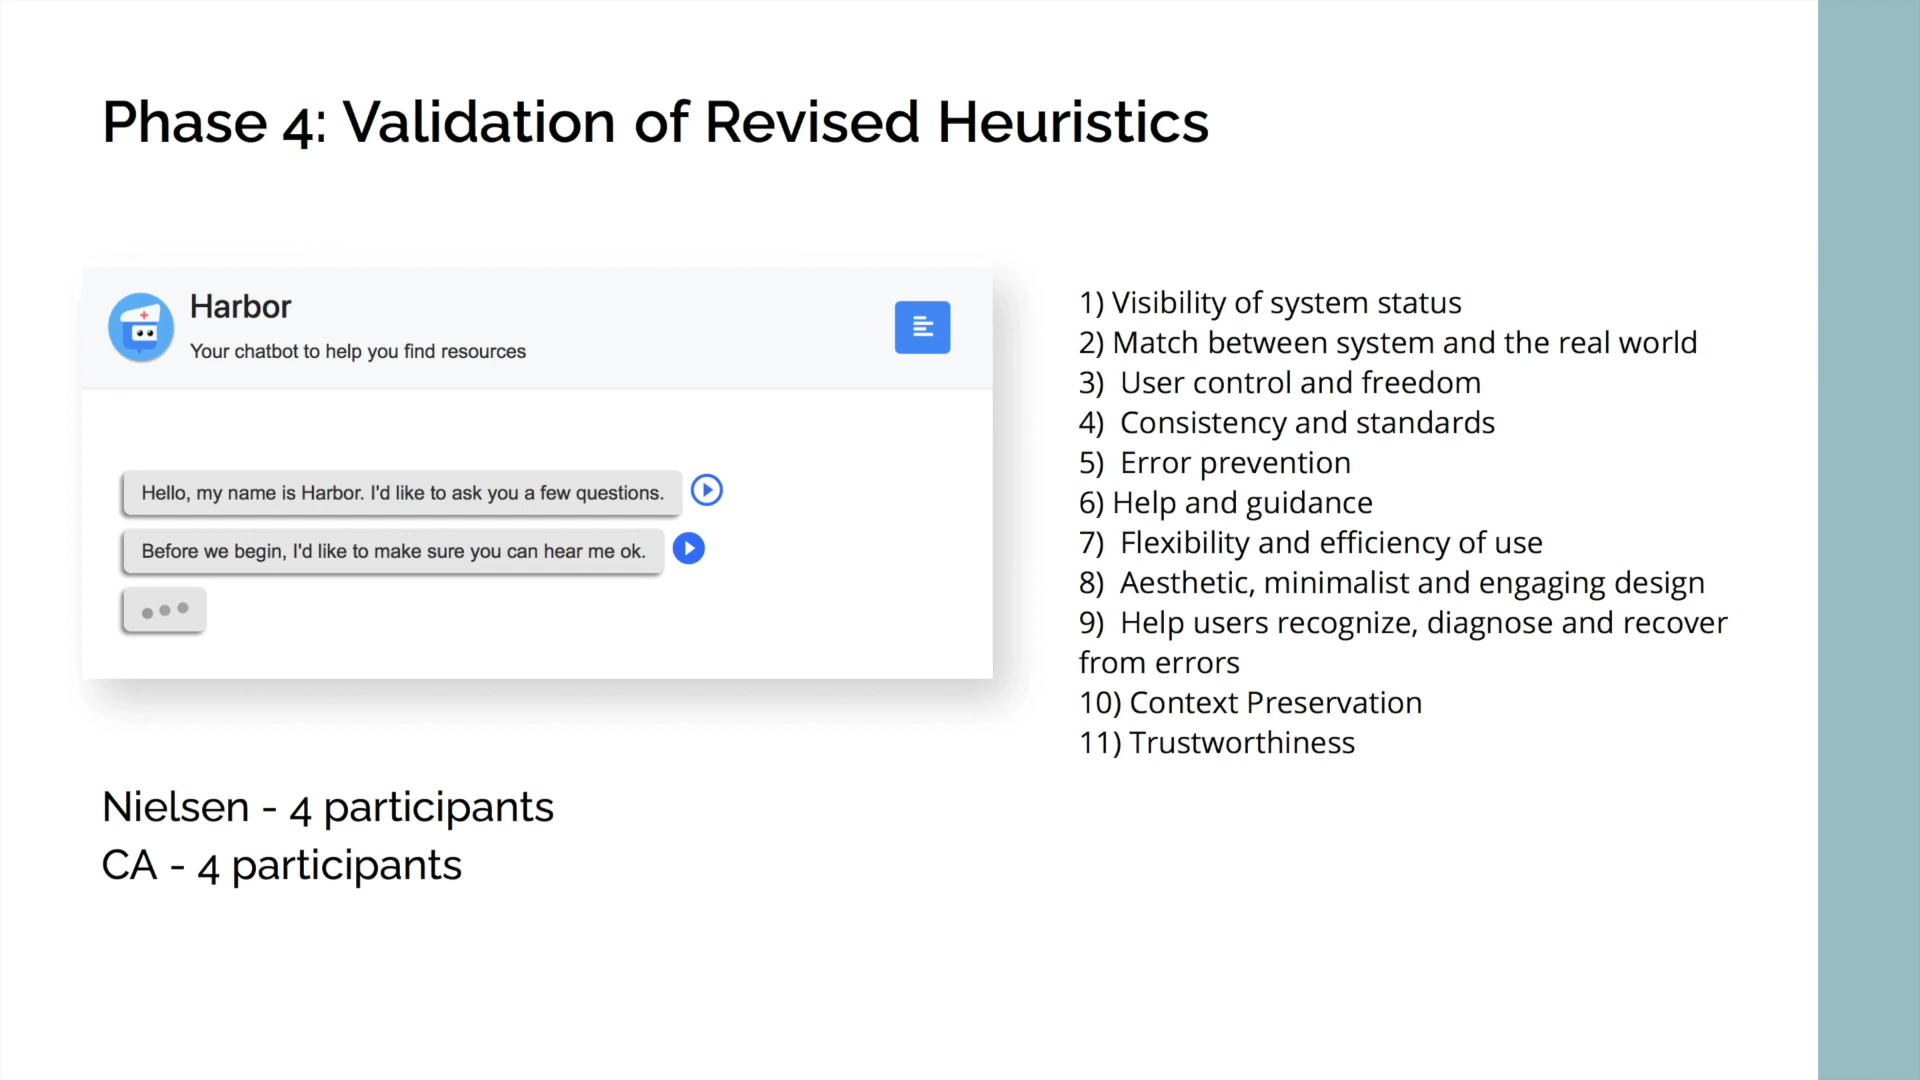 Phase 4: Validation of Revised Heuristics
Harbor
Your chatbot to help you find resources
Hello, my name is Harbor. I'd like to ask you a few questions.
Before we begin, I'd like to make sure you can hear me ok.
Nielsen - 4 participants
CA - 4 participants
1) Visibility of system status
2) Match between system and the real world
3) User control and freedom
4) Consistency and standards
5) Error prevention
6) Help and guidance
7) Flexibility and efficiency of use
8) Aesthetic, minimalist and engaging design
9) Help users recognize, diagnose and recover
from errors
10) Context Preservation
11) Trustworthiness